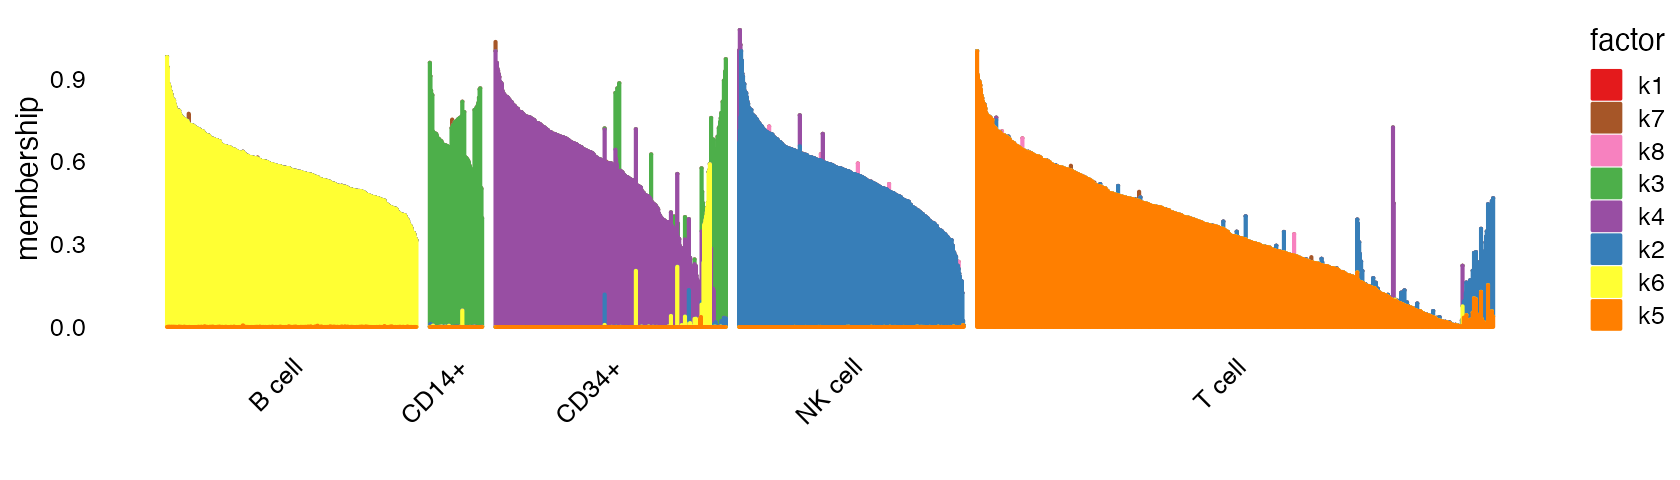 membership
0.9
0.6
0.3
0.0
B cell
CD14+
CD34+
NK cell
T cell
factor
k1
k7
k8
k3
k4
k2
k6
k5